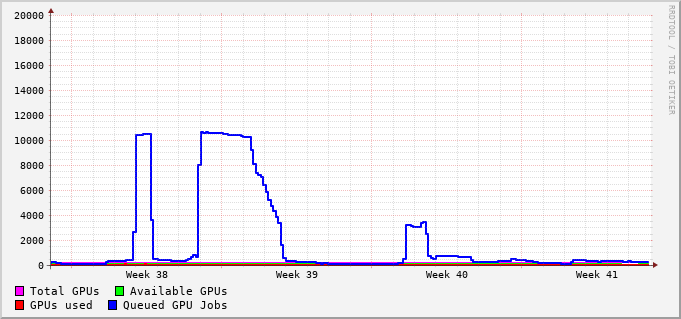 20000
18000
16000
14000
12000
10000
8000
6000
4000
2000
0
Week 38 Week 39 Week 40 Week 41
Total GPUs Available GPUs
GPUs used Queued GPU Jobs
RRDTOOL / TOBI OETIKER